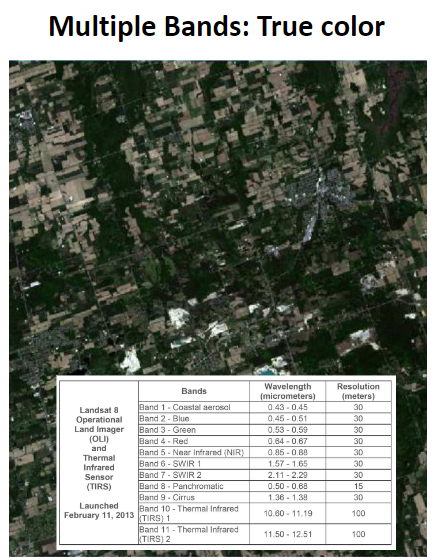 Multiple Bands: True color
Landsat 8
Operational
Land Imager
(OLI)
and
Thermal
Infrared
Sensor
(TIRS)
Launched
February 11, 2013
Bands Wavelength (micrometers) Resolution (meters)
Band 1 - Coastal aerosol 0.43 - 0.45 30
Band 2 - Blue 0.45 - 0.51 30
Band 3 - Green 0.53 - 0.59 30
Band 4 - Red 0.64 - 0.67 30
Band 5 - Near Infrared (NIR) 0.85 - 0.88 30
Band 6 - SWIR 1 1.57 - 1.65 30
Band 7 - SWIR 2 2.11 - 2.29 30
Band 8 - Panchromatic 0.50 - 0.68 15
Band 9 - Cirrus 1.36 - 1.38 30
Band 10 - Thermal Infrared (TIRS) 1 10.60 - 11.19 100
Band 11 - Thermal Infrared (TIRS) 2 11.50 - 12.51 100